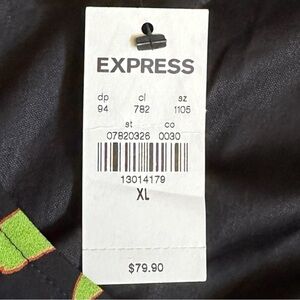 EXPRESS
dp cl sz
94 782 1105
st co
07820326 0030
13014179
XL
$79.90